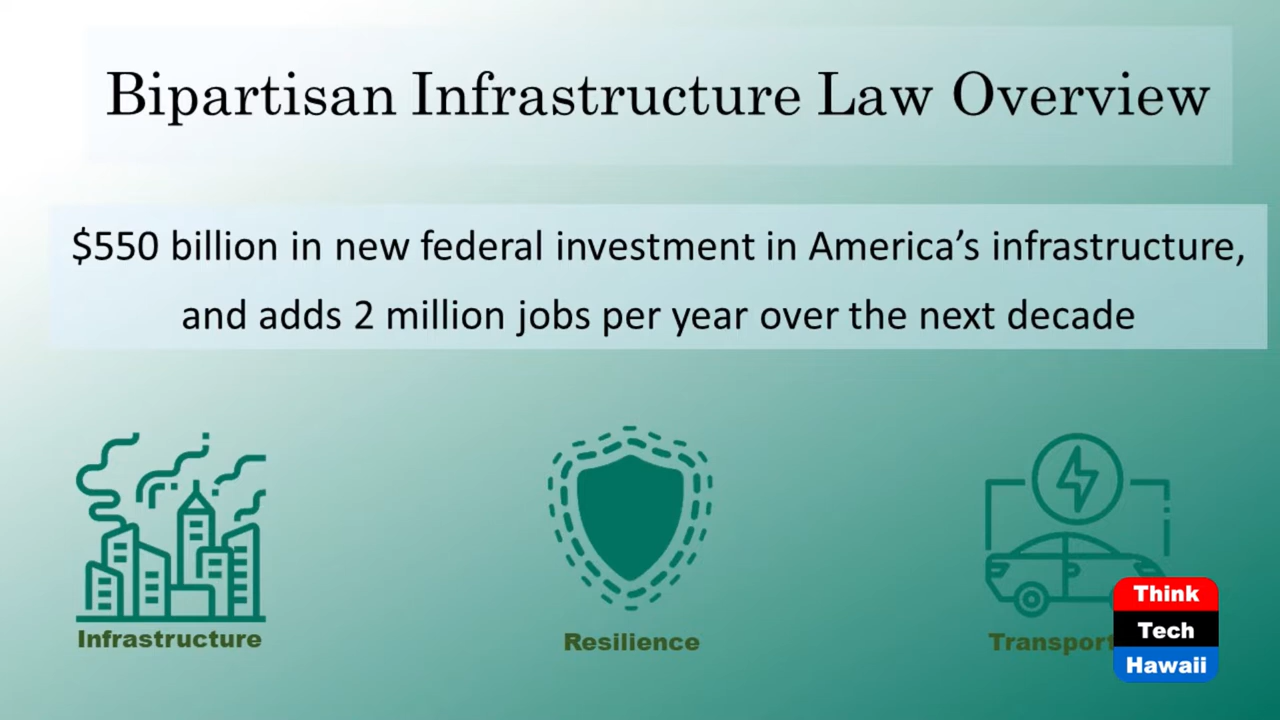 Bipartisan Infrastructure Law Overview
$550 billion in new federal investment in America’s infrastructure,
and adds 2 million jobs per year over the next decade
Infrastructure
Resilience
Transport
Think
Tech
Hawaii